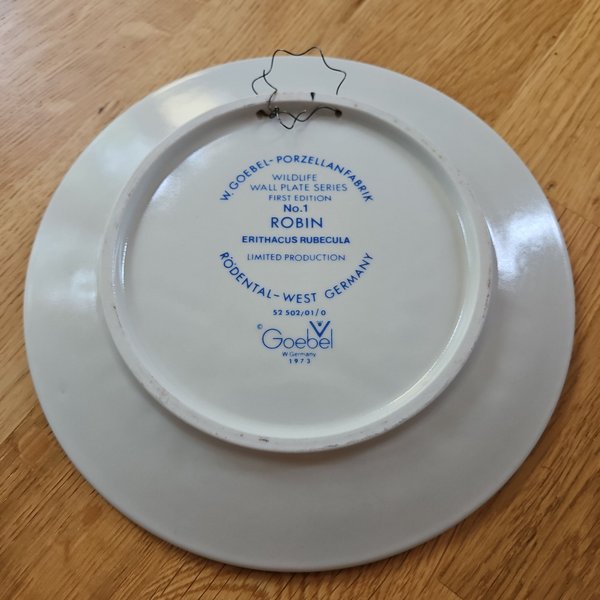 W. GOEBEL-PORZELLANFABRIK
WILDLIFE
WALL PLATE SERIES
FIRST EDITION
No.1
ROBIN
ERITHACUS RUBECULA
LIMITED PRODUCTION
RÖDENTAL-WEST GERMANY
52 502/01/0
© Goebel
W. Germany
1973